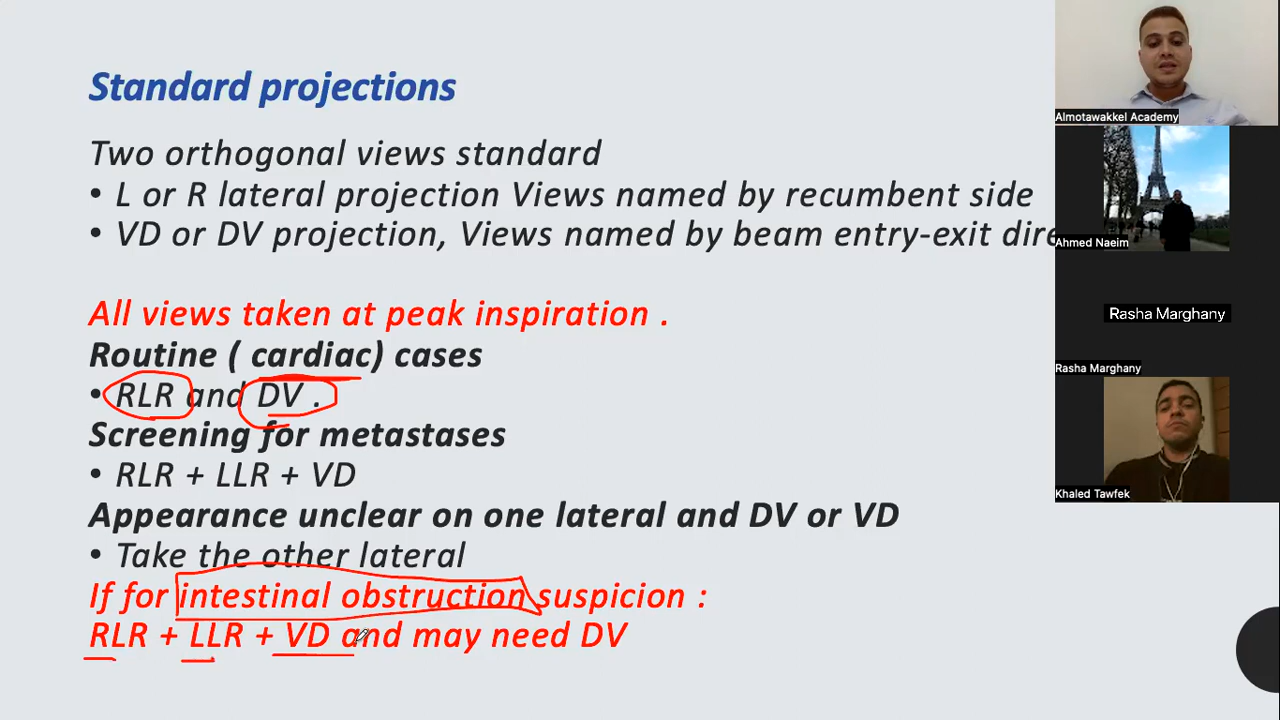 Standard projections
Two orthogonal views standard
• L or R lateral projection Views named by recumbent side
• VD or DV projection, Views named by beam entry-exit dire
All views taken at peak inspiration .
Routine ( cardiac) cases
• RLR and DV .
Screening for metastases
• RLR + LLR + VD
Appearance unclear on one lateral and DV or VD
• Take the other lateral
If for intestinal obstruction suspicion :
RLR + LLR + VD and may need DV
Almotawakkel Academy
Ahmed Naeim
Rasha Marghany
Rasha Marghany
Khaled Tawfek